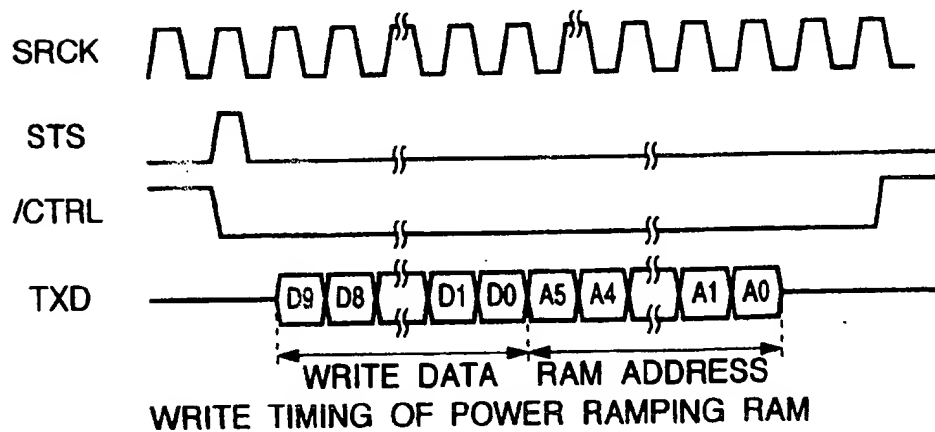 SRCK
STS
/CTRL
TXD D9 D8 D1 D0 A5 A4 A1 A0
WRITE DATA RAM ADDRESS
WRITE TIMING OF POWER RAMPING RAM